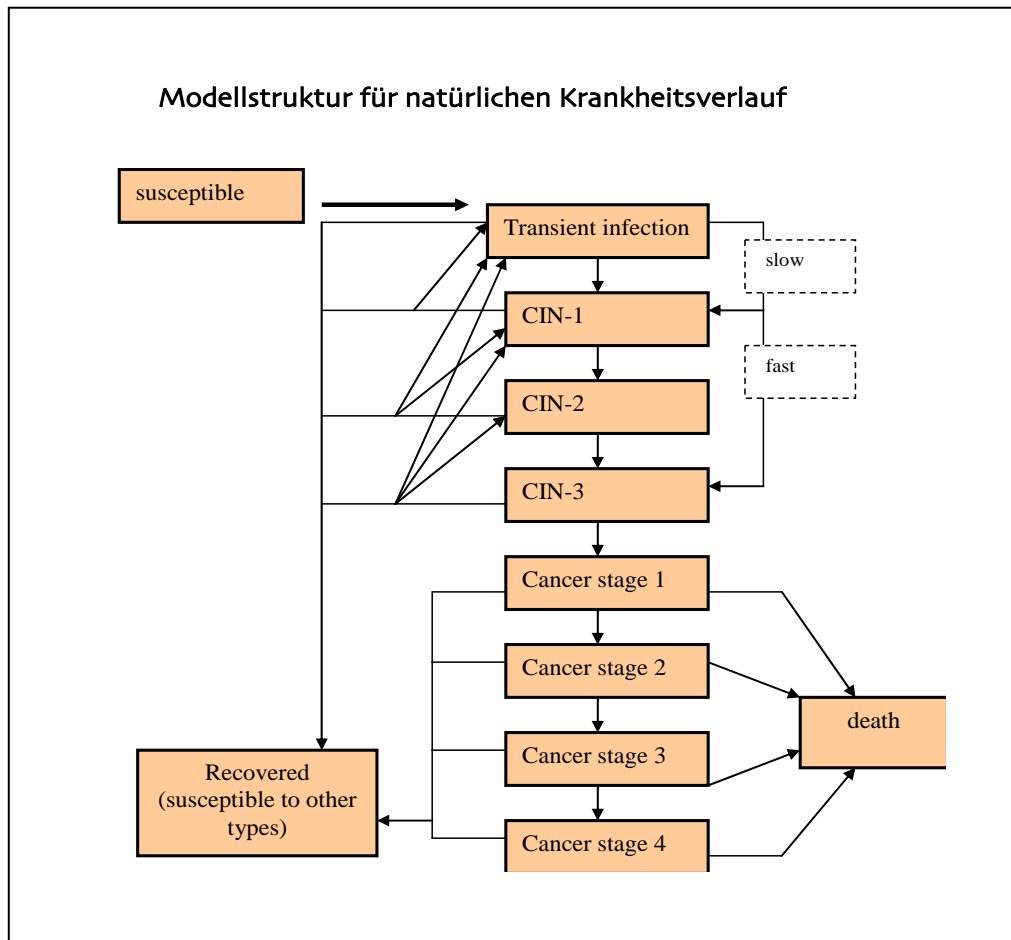 Modellstruktur für natürlichen Krankheitsverlauf
susceptible
Transient infection
slow
CIN-1
fast
CIN-2
CIN-3
Cancer stage 1
Cancer stage 2
death
Cancer stage 3
Recovered
(susceptible to other
types)
Cancer stage 4